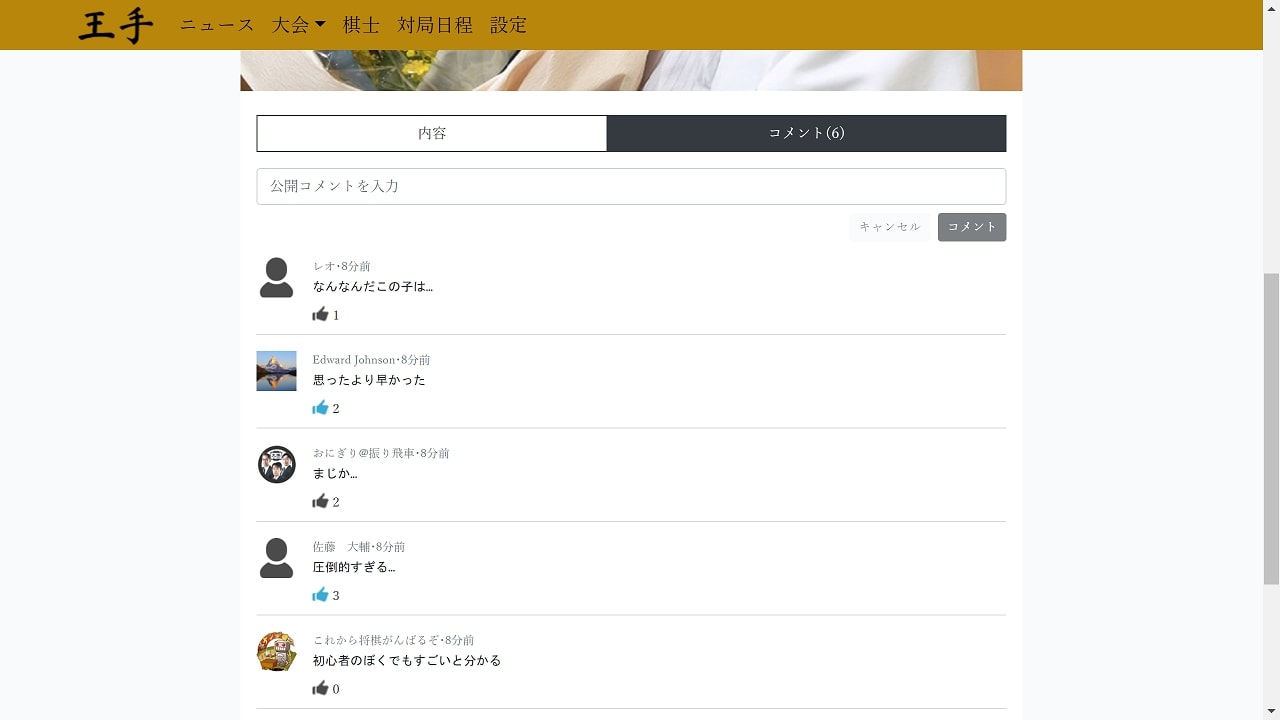 王手 ニュース 大会 棋士 対局日程 設定
内容 コメント(6)
公開コメントを入力
キャンセル コメント
レオ・8分前
なんなんだこの子は...
1
Edward Johnson・8分前
思ったより早かった
2
おにぎり@振り飛車・8分前
まじか...
2
佐藤　大輔・8分前
圧倒的すぎる...
3
これから将棋がんばるぞ・8分前
初心者のぼくでもすごいと分かる
0